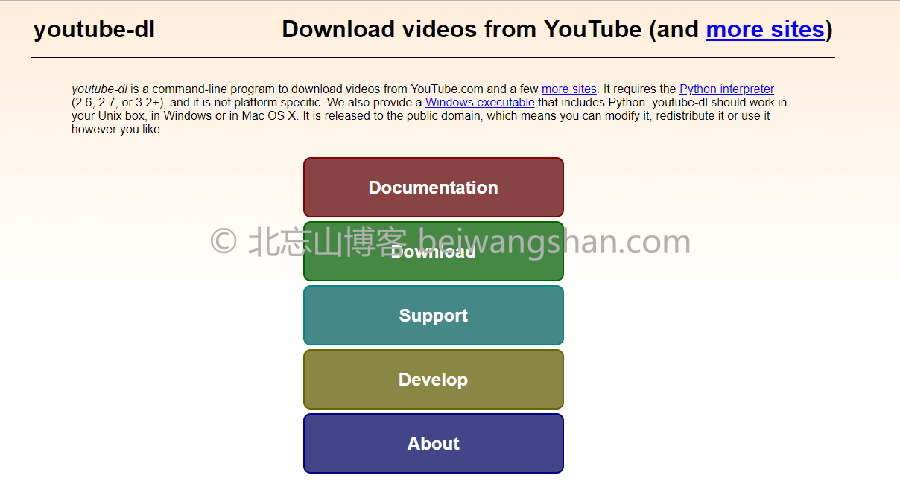 youtube-dl
Download videos from YouTube (and more sites)
youtube-dl is a command-line program to download videos from YouTube.com and a few more sites. It requires the Python interpreter
(2.6, 2.7, or 3.2+), and it is not platform specific. We also provide a Windows executable that includes Python. youtube-dl should work in
your Unix box, in Windows or in Mac OS X. It is released to the public domain, which means you can modify it, redistribute it or use it
however you like.
Documentation
© 北忘山博客 beiwangshan.com
Download
Support
Develop
About